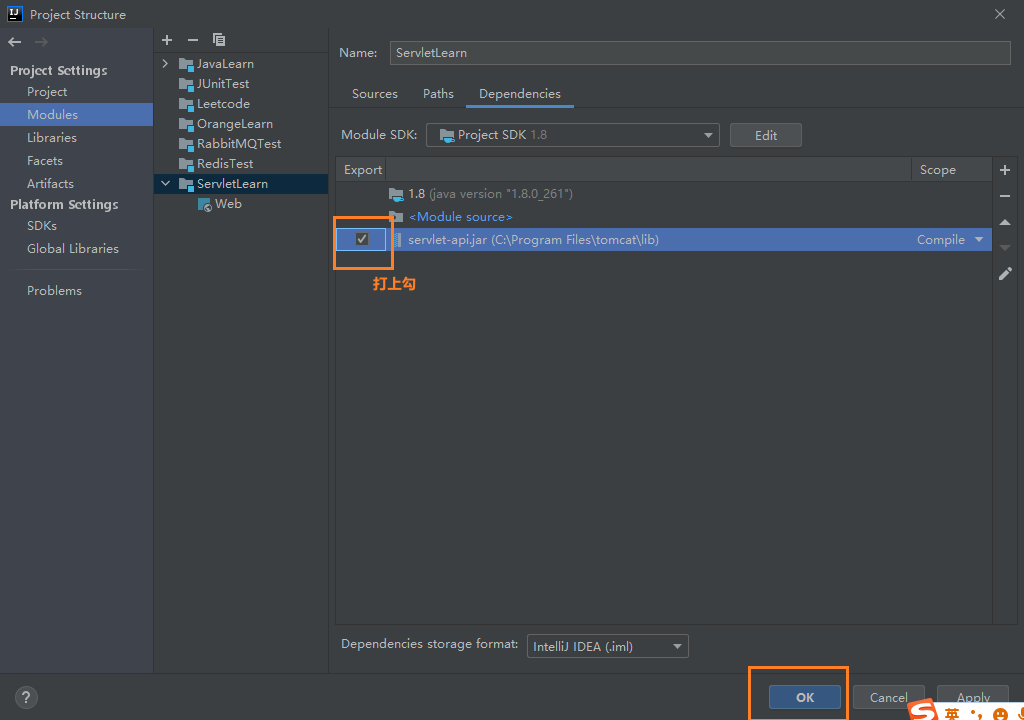 Project Structure
Project Settings
Project
Modules
Libraries
Facets
Artifacts
Platform Settings
SDKs
Global Libraries
Problems
JavaLearn
JUnitTest
Leetcode
OrangeLearn
RabbitMQTest
RedisTest
ServletLearn
Web
Name: ServletLearn
Sources Paths Dependencies
Module SDK: Project SDK 1.8 Edit
Export Scope
1.8 (java version "1.8.0_261")
<Module source>
servlet-api.jar (C:\Program Files\tomcat\lib) Compile
打上勾
Dependencies storage format: IntelliJ IDEA (.iml)
? OK Cancel Apply
英